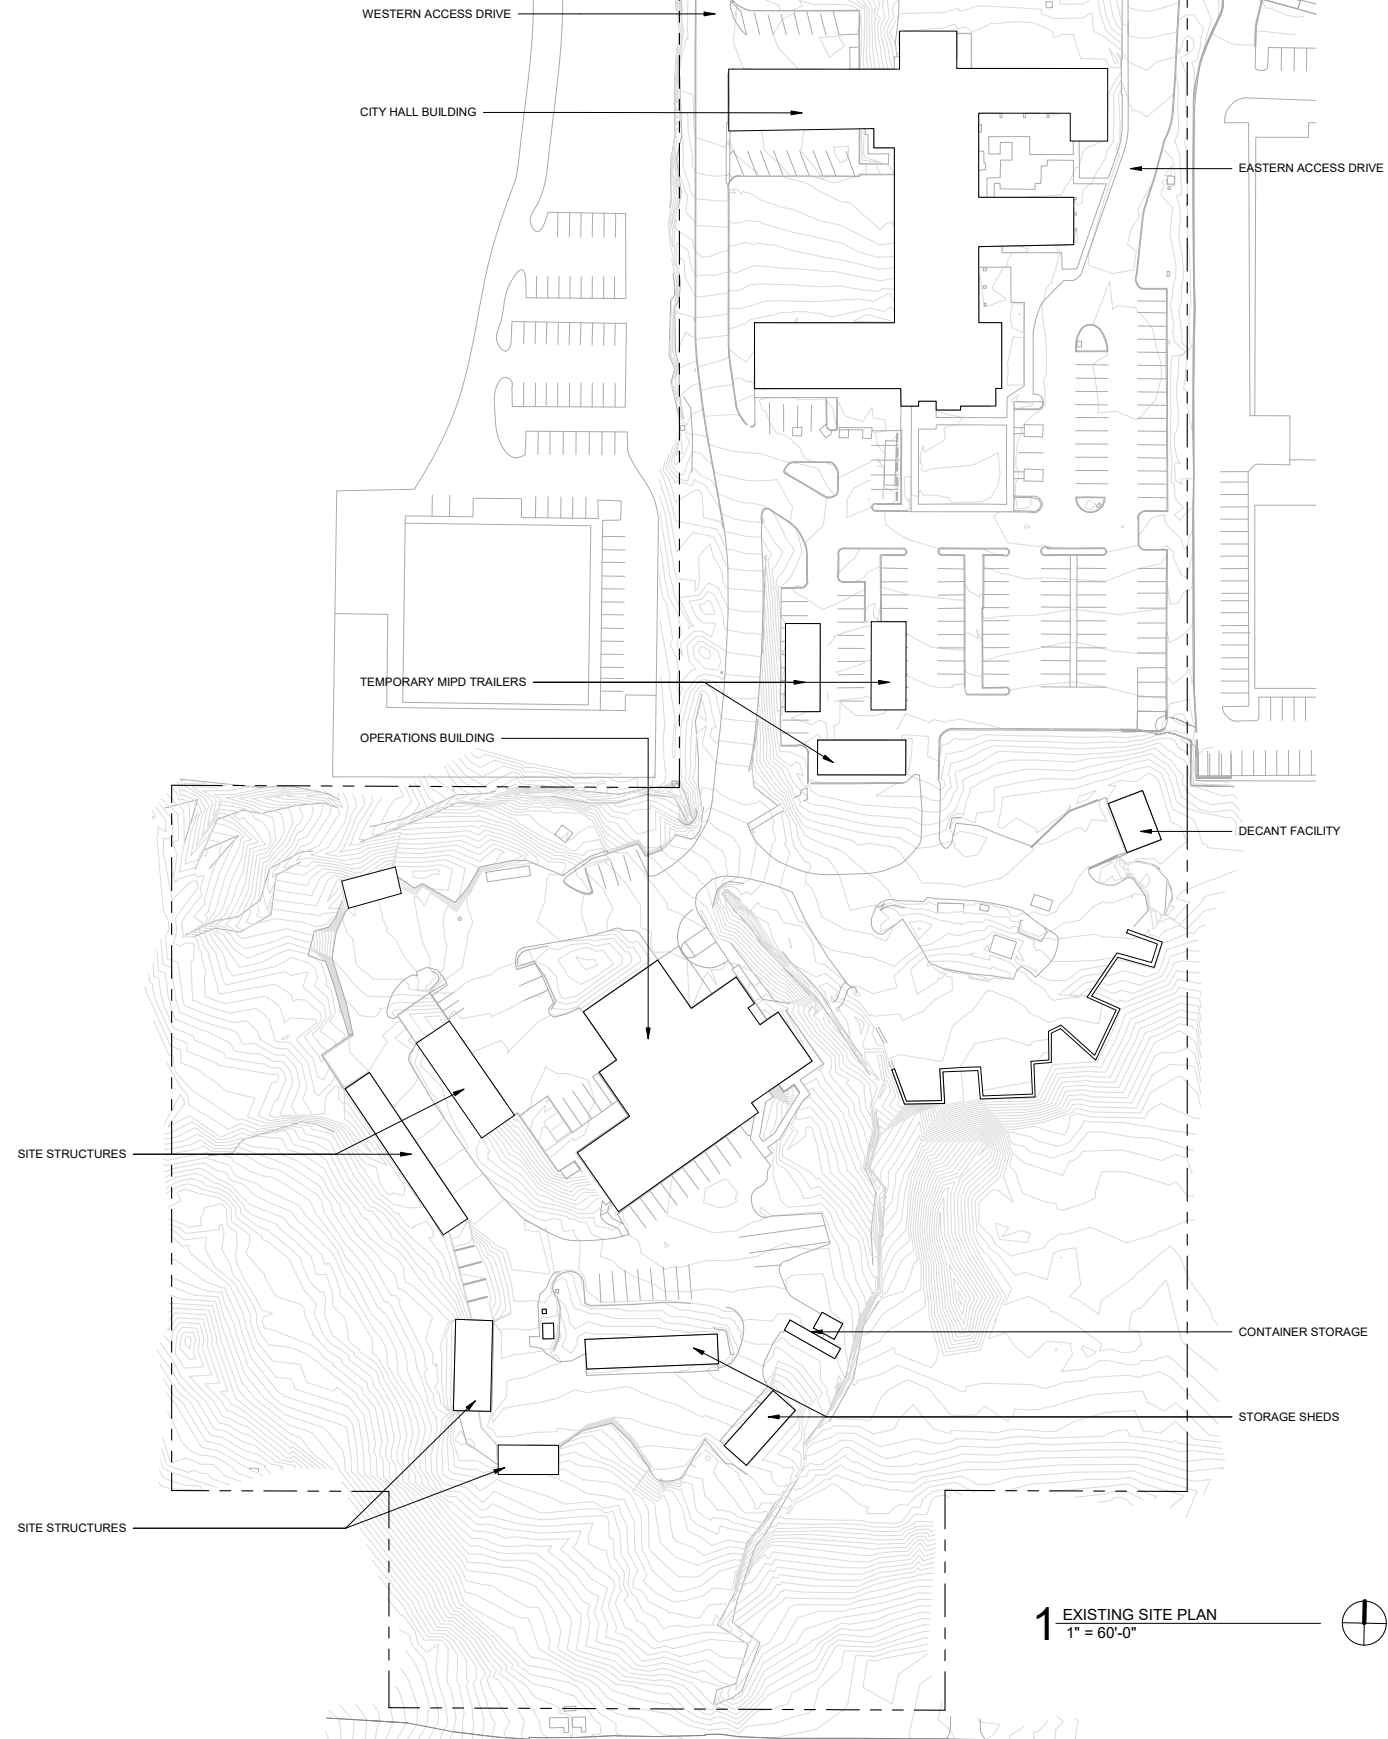 WESTERN ACCESS DRIVE
CITY HALL BUILDING
EASTERN ACCESS DRIVE
TEMPORARY MIPD TRAILERS
OPERATIONS BUILDING
DECANT FACILITY
SITE STRUCTURES
CONTAINER STORAGE
STORAGE SHEDS
SITE STRUCTURES
1 EXISTING SITE PLAN
1" = 60'-0"